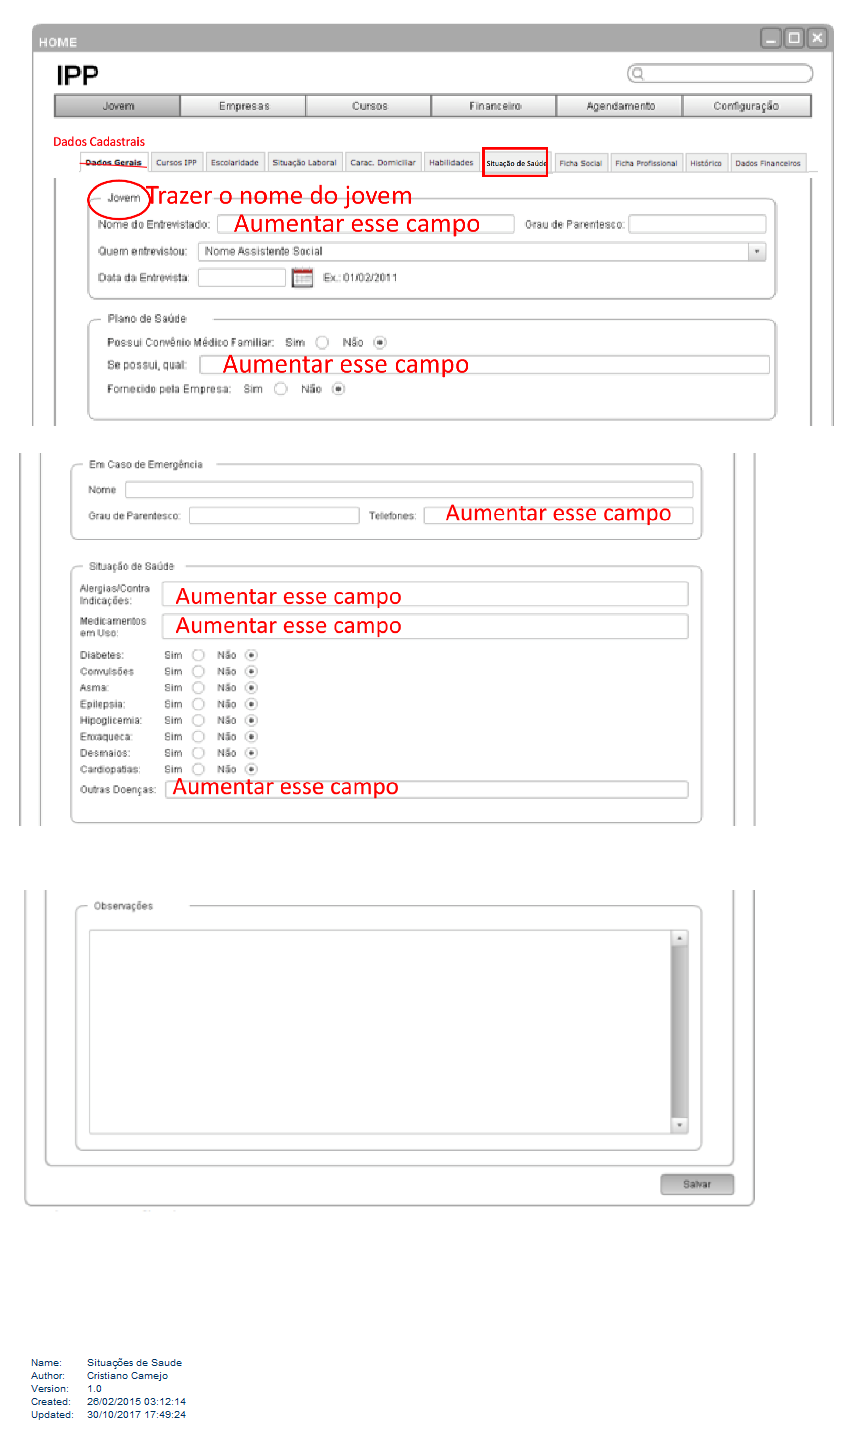 HOME
IPP
Jovem Empresas Cursos Financeiro Agendamento Configuração
Dados Cadastrais
Dados Gerais Cursos IPP Escolaridade Situação Laboral Carac. Domiciliar Habilidades Situação de Saúde Ficha Social Ficha Profissional Histórico Dados Financeiros
Jovem Trazer o nome do jovem
Nome do Entrevistado: Aumentar esse campo Grau de Parentesco:
Quem entrevistou: Nome Assistente Social
Data da Entrevista: Ex.: 01/02/2011
Plano de Saúde
Possui Convênio Médico Familiar: Sim Não
Se possui, qual: Aumentar esse campo
Fornecido pela Empresa: Sim Não
Em Caso de Emergência
Nome
Grau de Parentesco: Telefones: Aumentar esse campo
Situação de Saúde
Alergias/Contra
Indicações: Aumentar esse campo
Medicamentos
em Uso: Aumentar esse campo
Diabetes: Sim Não
Convulsões Sim Não
Asma: Sim Não
Epilepsia: Sim Não
Hipoglicemia: Sim Não
Enxaqueca: Sim Não
Desmaios: Sim Não
Cardiopatias: Sim Não
Outras Doenças: Aumentar esse campo
Observações
Salvar
Name: Situações de Saude
Author: Cristiano Camejo
Version: 1.0
Created: 26/02/2015 03:12:14
Updated: 30/10/2017 17:49:24